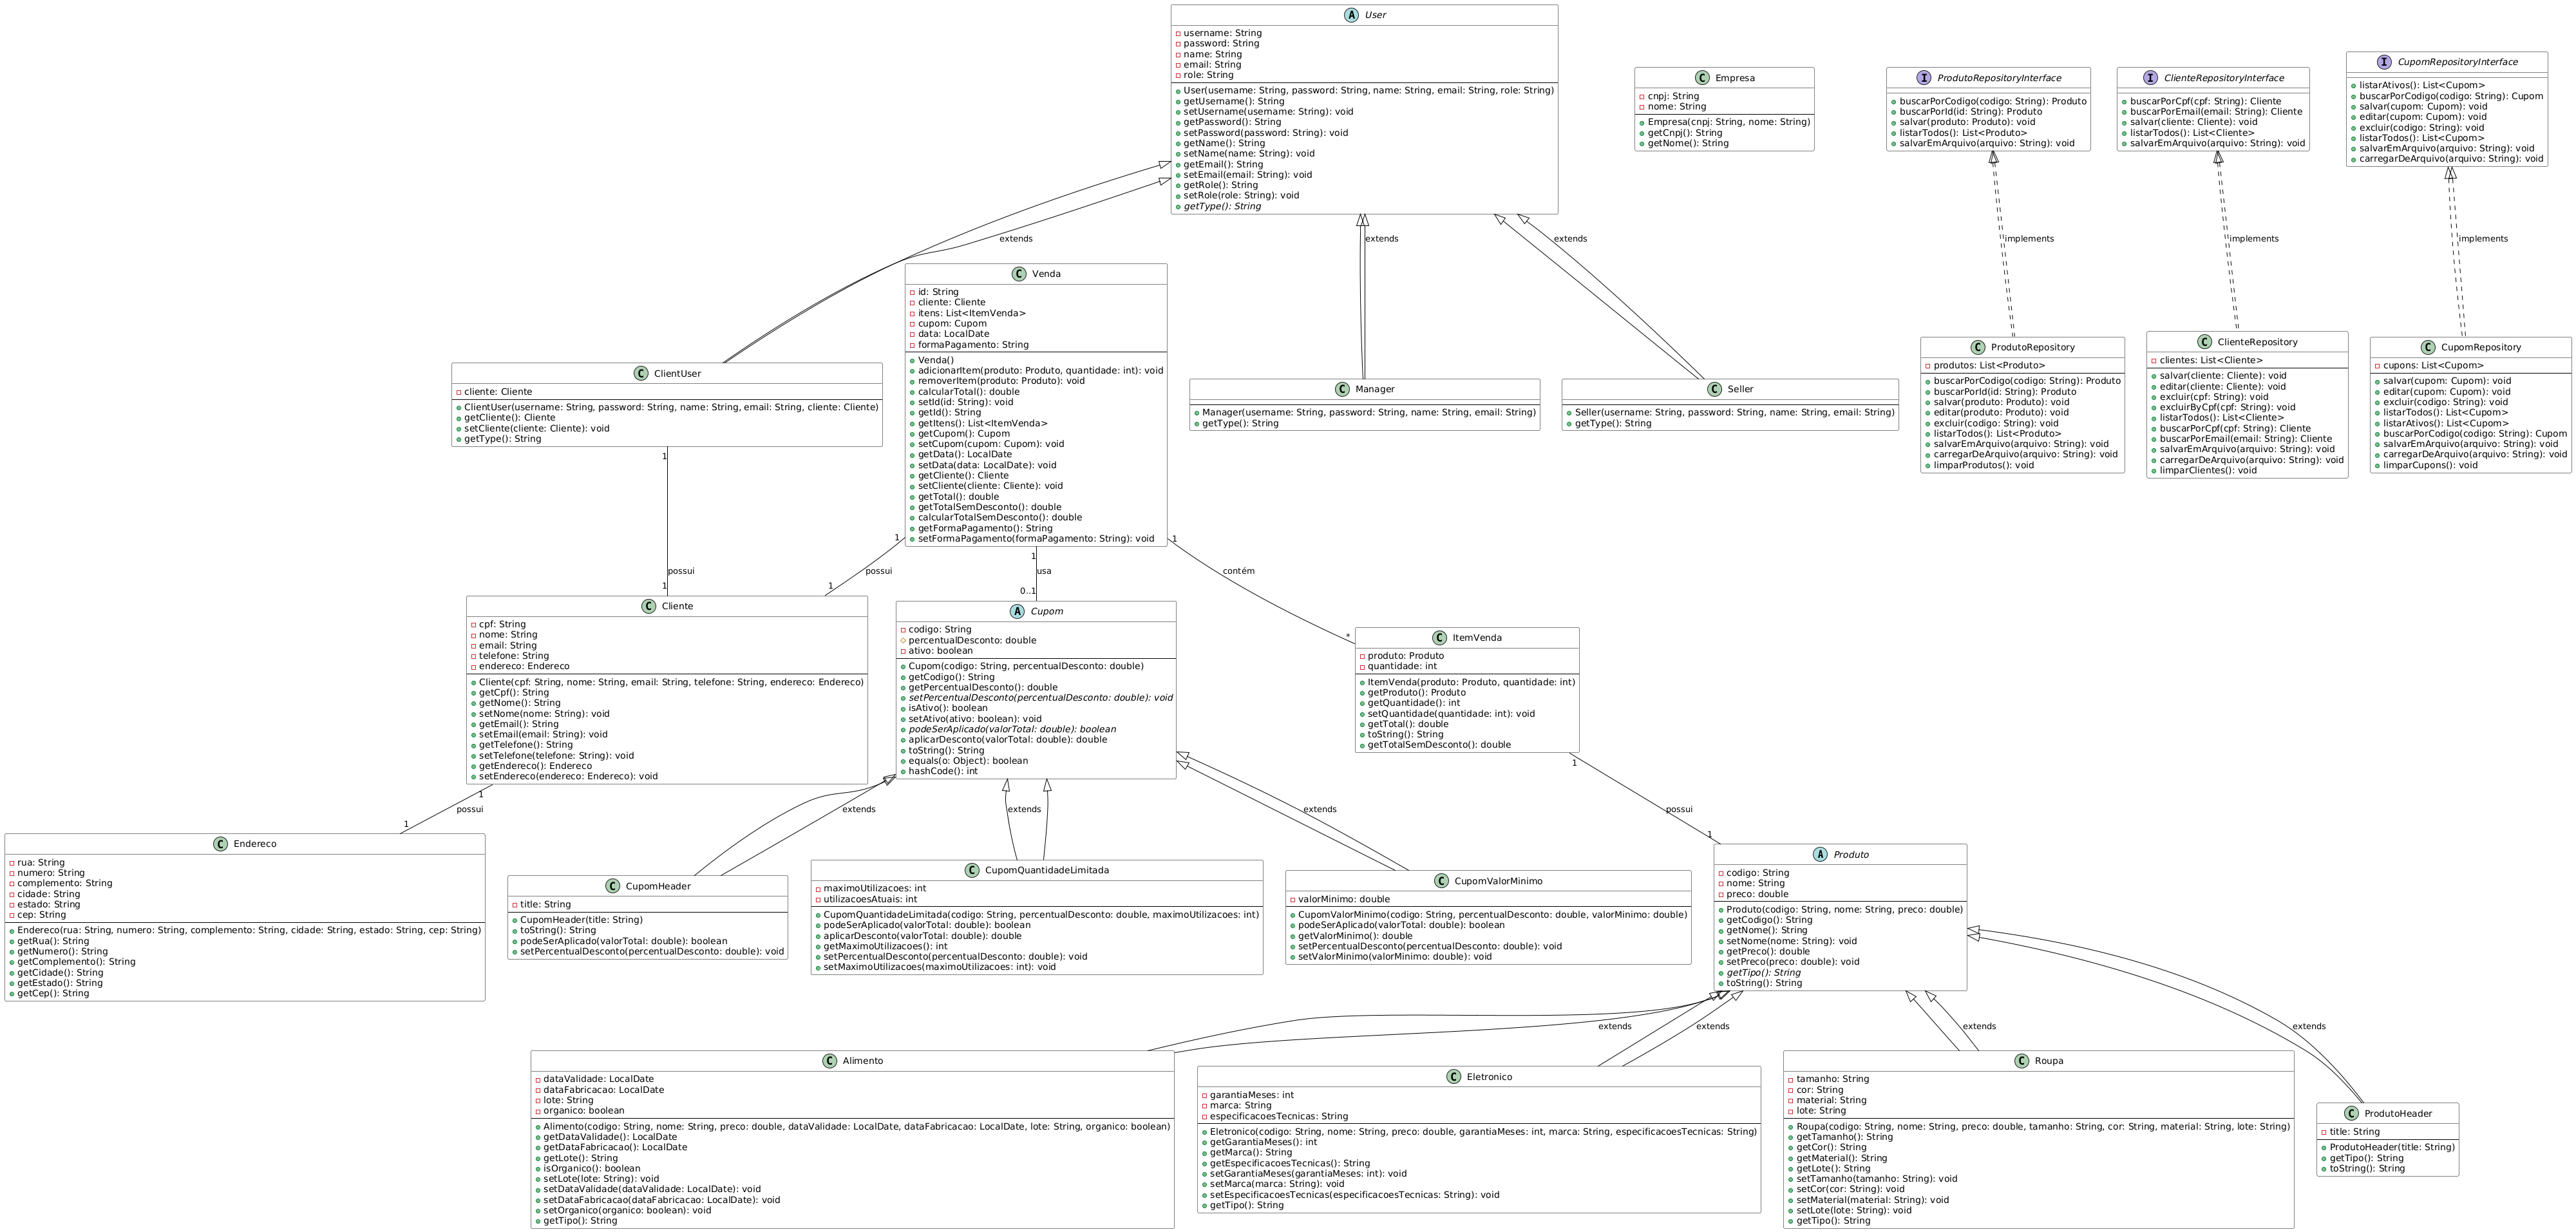 User
username: String
password: String
name: String
email: String
role: String
User(username: String, password: String, name: String, email: String, role: String)
getUsername(): String
setUsername(username: String): void
getPassword(): String
setPassword(password: String): void
getName(): String
setName(name: String): void
getEmail(): String
setEmail(email: String): void
getRole(): String
setRole(role: String): void
getType(): String
Empresa
cnpj: String
nome: String
Empresa(cnpj: String, nome: String)
getCnpj(): String
getNome(): String
ProdutoRepositoryInterface
buscarPorCodigo(codigo: String): Produto
buscarPorId(id: String): Produto
salvar(produto: Produto): void
listarTodos(): List<Produto>
salvarEmArquivo(arquivo: String): void
ClienteRepositoryInterface
buscarPorCpf(cpf: String): Cliente
buscarPorEmail(email: String): Cliente
salvar(cliente: Cliente): void
listarTodos(): List<Cliente>
salvarEmArquivo(arquivo: String): void
CupomRepositoryInterface
listarAtivos(): List<Cupom>
buscarPorCodigo(codigo: String): Cupom
salvar(cupom: Cupom): void
editar(cupom: Cupom): void
excluir(codigo: String): void
listarTodos(): List<Cupom>
salvarEmArquivo(arquivo: String): void
carregarDeArquivo(arquivo: String): void
extends
extends
extends
implements
implements
implements
ClientUser
cliente: Cliente
ClientUser(username: String, password: String, name: String, email: String, cliente: Cliente)
getCliente(): Cliente
setCliente(cliente: Cliente): void
getType(): String
Venda
id: String
cliente: Cliente
itens: List<ItemVenda>
cupom: Cupom
data: LocalDate
formaPagamento: String
Venda()
adicionarItem(produto: Produto, quantidade: int): void
removerItem(produto: Produto): void
calcularTotal(): double
setId(id: String): void
getId(): String
getItens(): List<ItemVenda>
getCupom(): Cupom
setCupom(cupom: Cupom): void
getData(): LocalDate
setData(data: LocalDate): void
getCliente(): Cliente
setCliente(cliente: Cliente): void
getTotal(): double
getTotalSemDesconto(): double
calcularTotalSemDesconto(): double
getFormaPagamento(): String
setFormaPagamento(formaPagamento: String): void
Manager
Manager(username: String, password: String, name: String, email: String)
getType(): String
Seller
Seller(username: String, password: String, name: String, email: String)
getType(): String
ProdutoRepository
produtos: List<Produto>
buscarPorCodigo(codigo: String): Produto
buscarPorId(id: String): Produto
salvar(produto: Produto): void
editar(produto: Produto): void
excluir(codigo: String): void
listarTodos(): List<Produto>
salvarEmArquivo(arquivo: String): void
carregarDeArquivo(arquivo: String): void
limparProdutos(): void
ClienteRepository
clientes: List<Cliente>
salvar(cliente: Cliente): void
editar(cliente: Cliente): void
excluir(cpf: String): void
excluirByCpf(cpf: String): void
listarTodos(): List<Cliente>
buscarPorCpf(cpf: String): Cliente
buscarPorEmail(email: String): Cliente
salvarEmArquivo(arquivo: String): void
carregarDeArquivo(arquivo: String): void
limparClientes(): void
CupomRepository
cupons: List<Cupom>
salvar(cupom: Cupom): void
editar(cupom: Cupom): void
excluir(codigo: String): void
listarTodos(): List<Cupom>
listarAtivos(): List<Cupom>
buscarPorCodigo(codigo: String): Cupom
salvarEmArquivo(arquivo: String): void
carregarDeArquivo(arquivo: String): void
limparCupons(): void
1
possui
1
1
possui
1
1
usa
0..1
1
contém
*
Cliente
cpf: String
nome: String
email: String
telefone: String
endereco: Endereco
Cliente(cpf: String, nome: String, email: String, telefone: String, endereco: Endereco)
getCpf(): String
getNome(): String
setNome(nome: String): void
getEmail(): String
setEmail(email: String): void
getTelefone(): String
setTelefone(telefone: String): void
getEndereco(): Endereco
setEndereco(endereco: Endereco): void
Cupom
codigo: String
percentualDesconto: double
ativo: boolean
Cupom(codigo: String, percentualDesconto: double)
getCodigo(): String
getPercentualDesconto(): double
setPercentualDesconto(percentualDesconto: double): void
isAtivo(): boolean
setAtivo(ativo: boolean): void
podeSerAplicado(valorTotal: double): boolean
aplicarDesconto(valorTotal: double): double
toString(): String
equals(o: Object): boolean
hashCode(): int
ItemVenda
produto: Produto
quantidade: int
ItemVenda(produto: Produto, quantidade: int)
getProduto(): Produto
getQuantidade(): int
setQuantidade(quantidade: int): void
getTotal(): double
toString(): String
getTotalSemDesconto(): double
1
possui
1
extends
extends
extends
1
possui
1
Endereco
rua: String
numero: String
complemento: String
cidade: String
estado: String
cep: String
Endereco(rua: String, numero: String, complemento: String, cidade: String, estado: String, cep: String)
getRua(): String
getNumero(): String
getComplemento(): String
getCidade(): String
getEstado(): String
getCep(): String
CupomHeader
title: String
CupomHeader(title: String)
toString(): String
podeSerAplicado(valorTotal: double): boolean
setPercentualDesconto(percentualDesconto: double): void
CupomQuantidadeLimitada
maximoUtilizacoes: int
utilizacoesAtuais: int
CupomQuantidadeLimitada(codigo: String, percentualDesconto: double, maximoUtilizacoes: int)
podeSerAplicado(valorTotal: double): boolean
aplicarDesconto(valorTotal: double): double
getMaximoUtilizacoes(): int
setPercentualDesconto(percentualDesconto: double): void
setMaximoUtilizacoes(maximoUtilizacoes: int): void
CupomValorMinimo
valorMinimo: double
CupomValorMinimo(codigo: String, percentualDesconto: double, valorMinimo: double)
podeSerAplicado(valorTotal: double): boolean
getValorMinimo(): double
setPercentualDesconto(percentualDesconto: double): void
setValorMinimo(valorMinimo: double): void
Produto
codigo: String
nome: String
preco: double
Produto(codigo: String, nome: String, preco: double)
getCodigo(): String
getNome(): String
setNome(nome: String): void
getPreco(): double
setPreco(preco: double): void
getTipo(): String
toString(): String
extends
extends
extends
extends
Alimento
dataValidade: LocalDate
dataFabricacao: LocalDate
lote: String
organico: boolean
Alimento(codigo: String, nome: String, preco: double, dataValidade: LocalDate, dataFabricacao: LocalDate, lote: String, organico: boolean)
getDataValidade(): LocalDate
getDataFabricacao(): LocalDate
getLote(): String
isOrganico(): boolean
setLote(lote: String): void
setDataValidade(dataValidade: LocalDate): void
setDataFabricacao(dataFabricacao: LocalDate): void
setOrganico(organico: boolean): void
getTipo(): String
Eletronico
garantiaMeses: int
marca: String
especificacoesTecnicas: String
Eletronico(codigo: String, nome: String, preco: double, garantiaMeses: int, marca: String, especificacoesTecnicas: String)
getGarantiaMeses(): int
getMarca(): String
getEspecificacoesTecnicas(): String
setGarantiaMeses(garantiaMeses: int): void
setMarca(marca: String): void
setEspecificacoesTecnicas(especificacoesTecnicas: String): void
getTipo(): String
Roupa
tamanho: String
cor: String
material: String
lote: String
Roupa(codigo: String, nome: String, preco: double, tamanho: String, cor: String, material: String, lote: String)
getTamanho(): String
getCor(): String
getMaterial(): String
getLote(): String
setTamanho(tamanho: String): void
setCor(cor: String): void
setMaterial(material: String): void
setLote(lote: String): void
getTipo(): String
ProdutoHeader
title: String
ProdutoHeader(title: String)
getTipo(): String
toString(): String